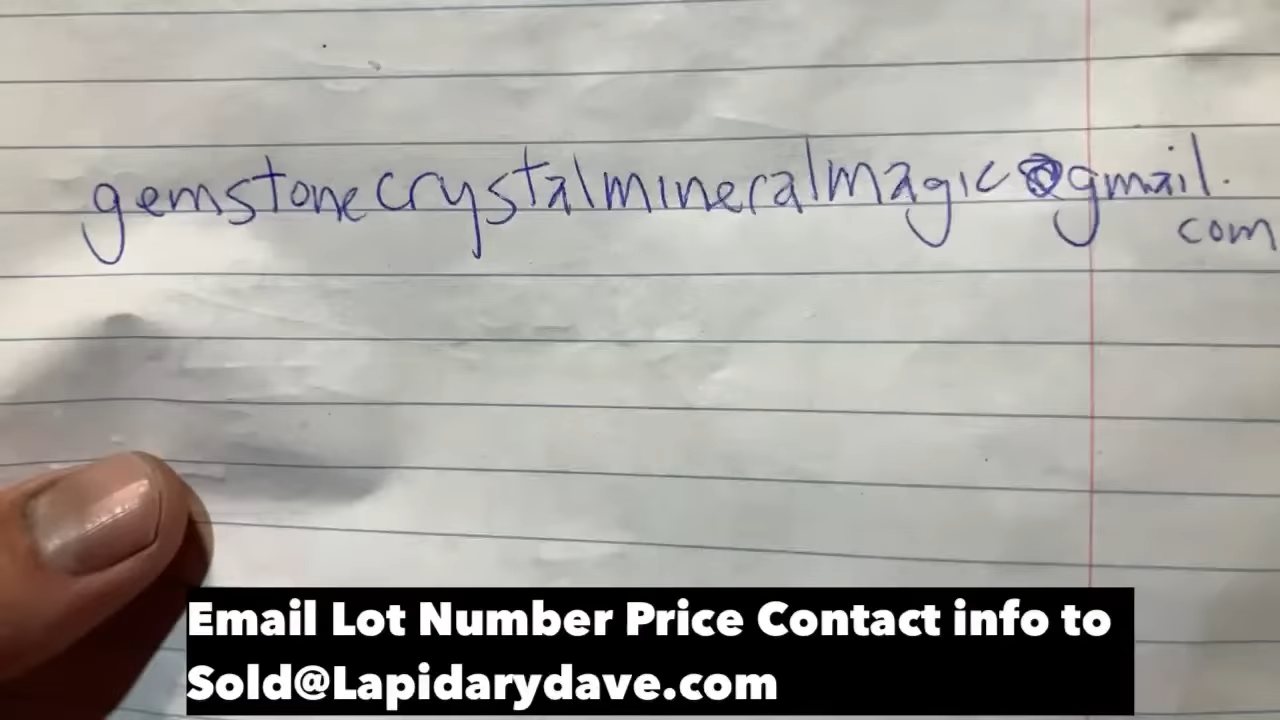 gemstonecrystalmineralmagic@gmail.
com
Email Lot Number Price Contact info to
Sold@Lapidarydave.com